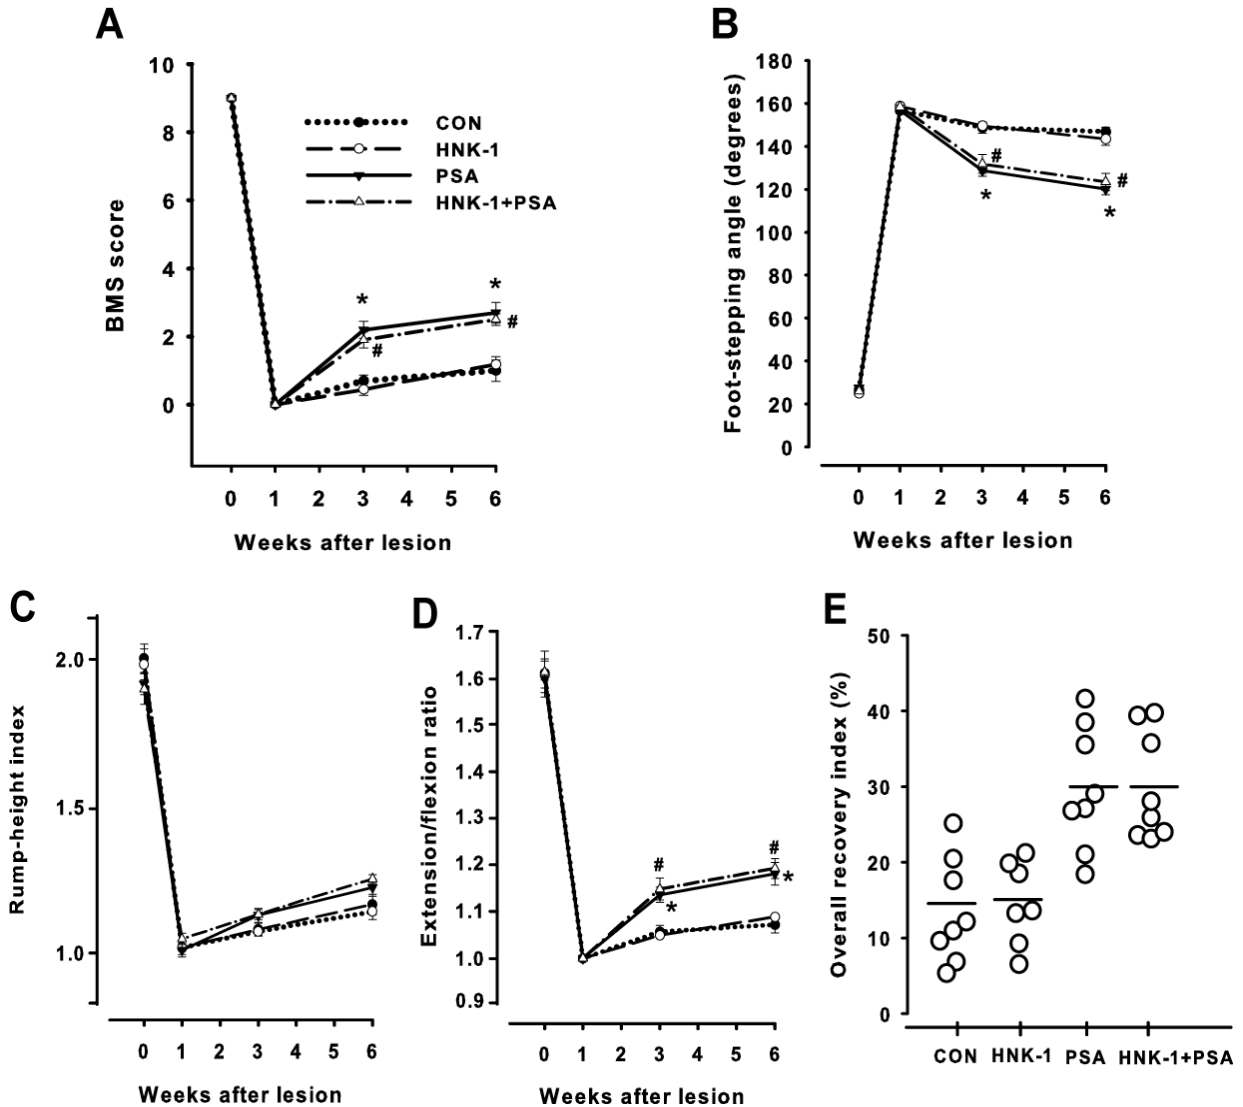 A
BMS score
10
8
6
4
2
0
CON
HNK-1
PSA
HNK-1+PSA
*
#
*
#
0 1 2 3 4 5 6
Weeks after lesion
B
Foot-stepping angle (degrees)
180
160
140
120
100
80
60
40
20
0
#
*
#
*
0 1 2 3 4 5 6
Weeks after lesion
C
Rump-height index
2.0
1.5
1.0
0 1 2 3 4 5 6
Weeks after lesion
D
Extension/flexion ratio
1.7
1.6
1.5
1.4
1.3
1.2
1.1
1.0
0.9
#
*
#
*
0 1 2 3 4 5 6
Weeks after lesion
E
Overall recovery index (%)
50
40
30
20
10
0
CON HNK-1 PSA HNK-1+PSA